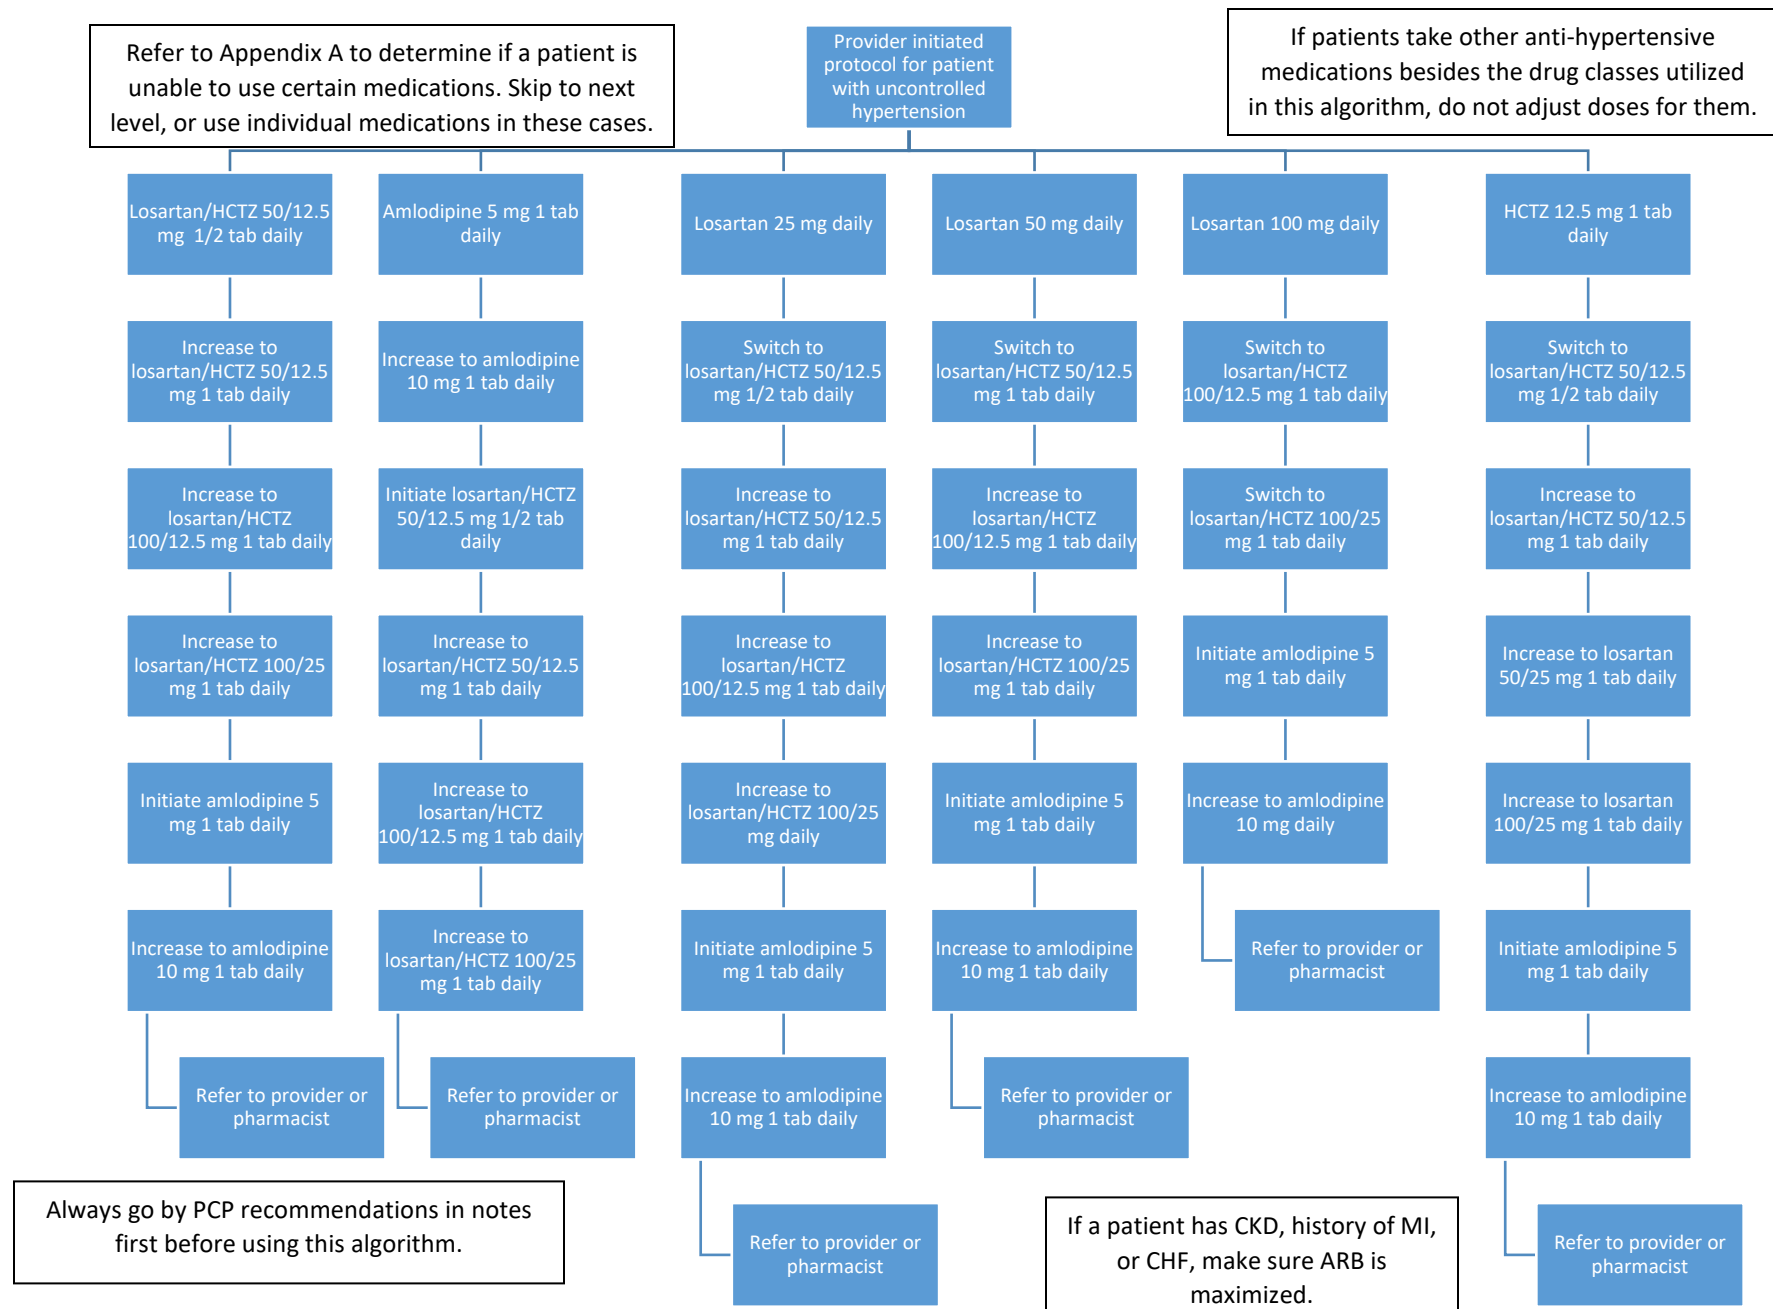 Refer to Appendix A to determine if a patient is
unable to use certain medications. Skip to next
level, or use individual medications in these cases.
Provider initiated
protocol for patient
with uncontrolled
hypertension
If patients take other anti-hypertensive
medications besides the drug classes utilized
in this algorithm, do not adjust doses for them.
Losartan/HCTZ 50/12.5
mg 1/2 tab daily
Increase to
losartan/HCTZ 50/12.5
mg 1 tab daily
Increase to
losartan/HCTZ
100/12.5 mg 1 tab daily
Increase to
losartan/HCTZ 100/25
mg 1 tab daily
Initiate amlodipine 5
mg 1 tab daily
Increase to amlodipine
10 mg 1 tab daily
Refer to provider or
pharmacist
Amlodipine 5 mg 1 tab
daily
Increase to amlodipine
10 mg 1 tab daily
Initiate losartan/HCTZ
50/12.5 mg 1/2 tab
daily
Increase to
losartan/HCTZ 50/12.5
mg 1 tab daily
Increase to
losartan/HCTZ
100/12.5 mg 1 tab daily
Increase to
losartan/HCTZ 100/25
mg 1 tab daily
Refer to provider or
pharmacist
Losartan 25 mg daily
Switch to
losartan/HCTZ 50/12.5
mg 1/2 tab daily
Increase to
losartan/HCTZ 50/12.5
mg 1 tab daily
Increase to
losartan/HCTZ
100/12.5 mg 1 tab daily
Increase to
losartan/HCTZ 100/25
mg daily
Initiate amlodipine 5
mg 1 tab daily
Increase to amlodipine
10 mg 1 tab daily
Refer to provider or
pharmacist
Losartan 50 mg daily
Switch to
losartan/HCTZ 50/12.5
mg 1 tab daily
Increase to
losartan/HCTZ
100/12.5 mg 1 tab daily
Increase to
losartan/HCTZ 100/25
mg 1 tab daily
Initiate amlodipine 5
mg 1 tab daily
Increase to amlodipine
10 mg 1 tab daily
Refer to provider or
pharmacist
Losartan 100 mg daily
Switch to
losartan/HCTZ
100/12.5 mg 1 tab daily
Switch to
losartan/HCTZ 100/25
mg 1 tab daily
Initiate amlodipine 5
mg 1 tab daily
Increase to amlodipine
10 mg daily
Refer to provider or
pharmacist
HCTZ 12.5 mg 1 tab
daily
Switch to
losartan/HCTZ 50/12.5
mg 1/2 tab daily
Increase to
losartan/HCTZ 50/12.5
mg 1 tab daily
Increase to losartan
50/25 mg 1 tab daily
Increase to losartan
100/25 mg 1 tab daily
Initiate amlodipine 5
mg 1 tab daily
Increase to amlodipine
10 mg 1 tab daily
Refer to provider or
pharmacist
Always go by PCP recommendations in notes
first before using this algorithm.
If a patient has CKD, history of MI,
or CHF, make sure ARB is
maximized.